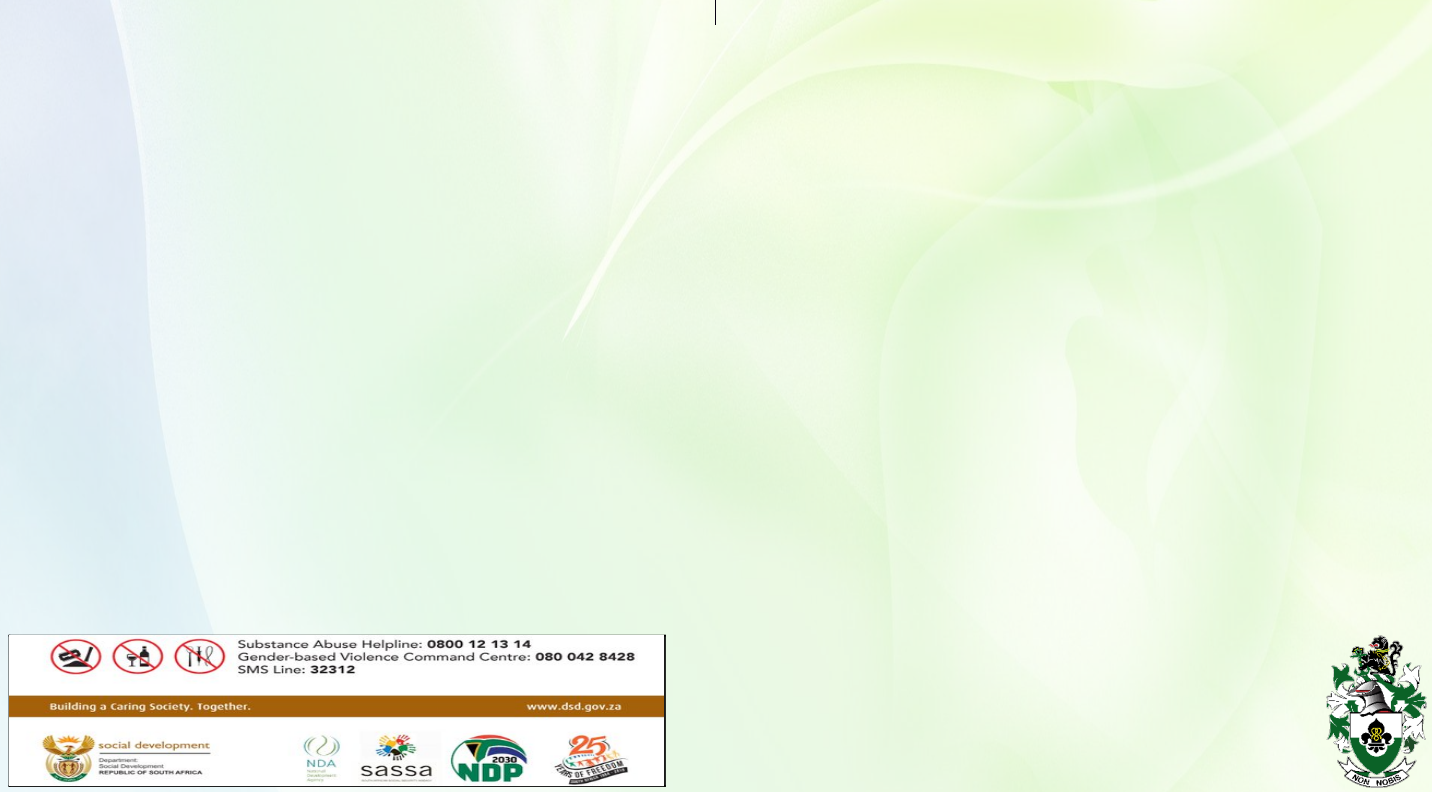 Substance Abuse Helpline: 0800 12 13 14
Gender-based Violence Command Centre: 080 042 8428
SMS Line: 32312
Building a Caring Society. Together.
www.dsd.gov.za
social development
Department:
Social Development
REPUBLIC OF SOUTH AFRICA
NDA
National
Development
Agency
sassa
2030
NDP
25
YEARS OF FREEDOM
NON NOBIS